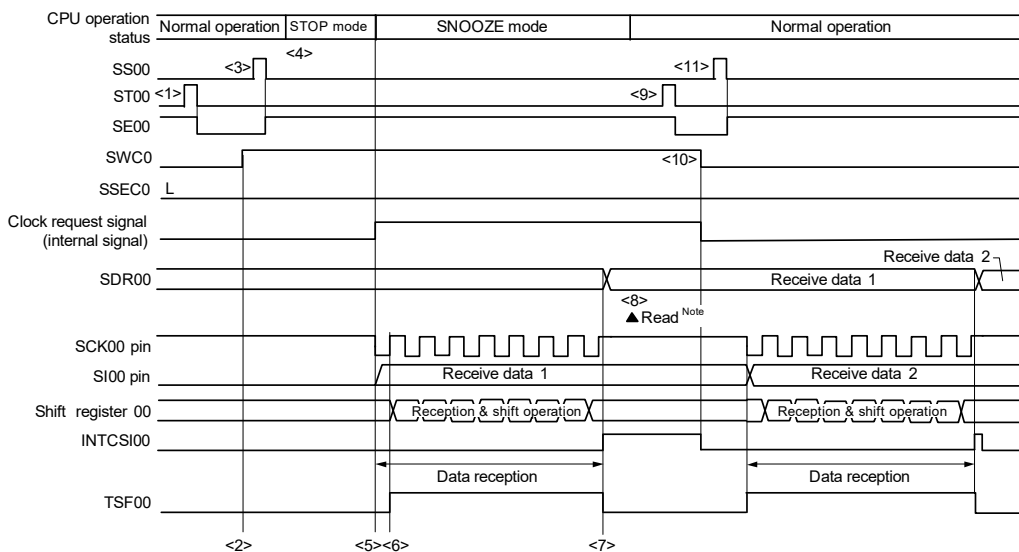 CPU operation status
Normal operation
STOP mode
SNOOZE mode
Normal operation
<4>
SS00
<3>
<11>
ST00
<1>
<9>
SE00
SWC0
<10>
SSEC0
L
Clock request signal
(internal signal)
Receive data 2
SDR00
Receive data 1
<8>
▲Read Note
SCK00 pin
SI00 pin
Receive data 1
Receive data 2
Shift register 00
Reception & shift operation
Reception & shift operation
INTCSI00
Data reception
Data reception
TSF00
<2>
<5><6>
<7>